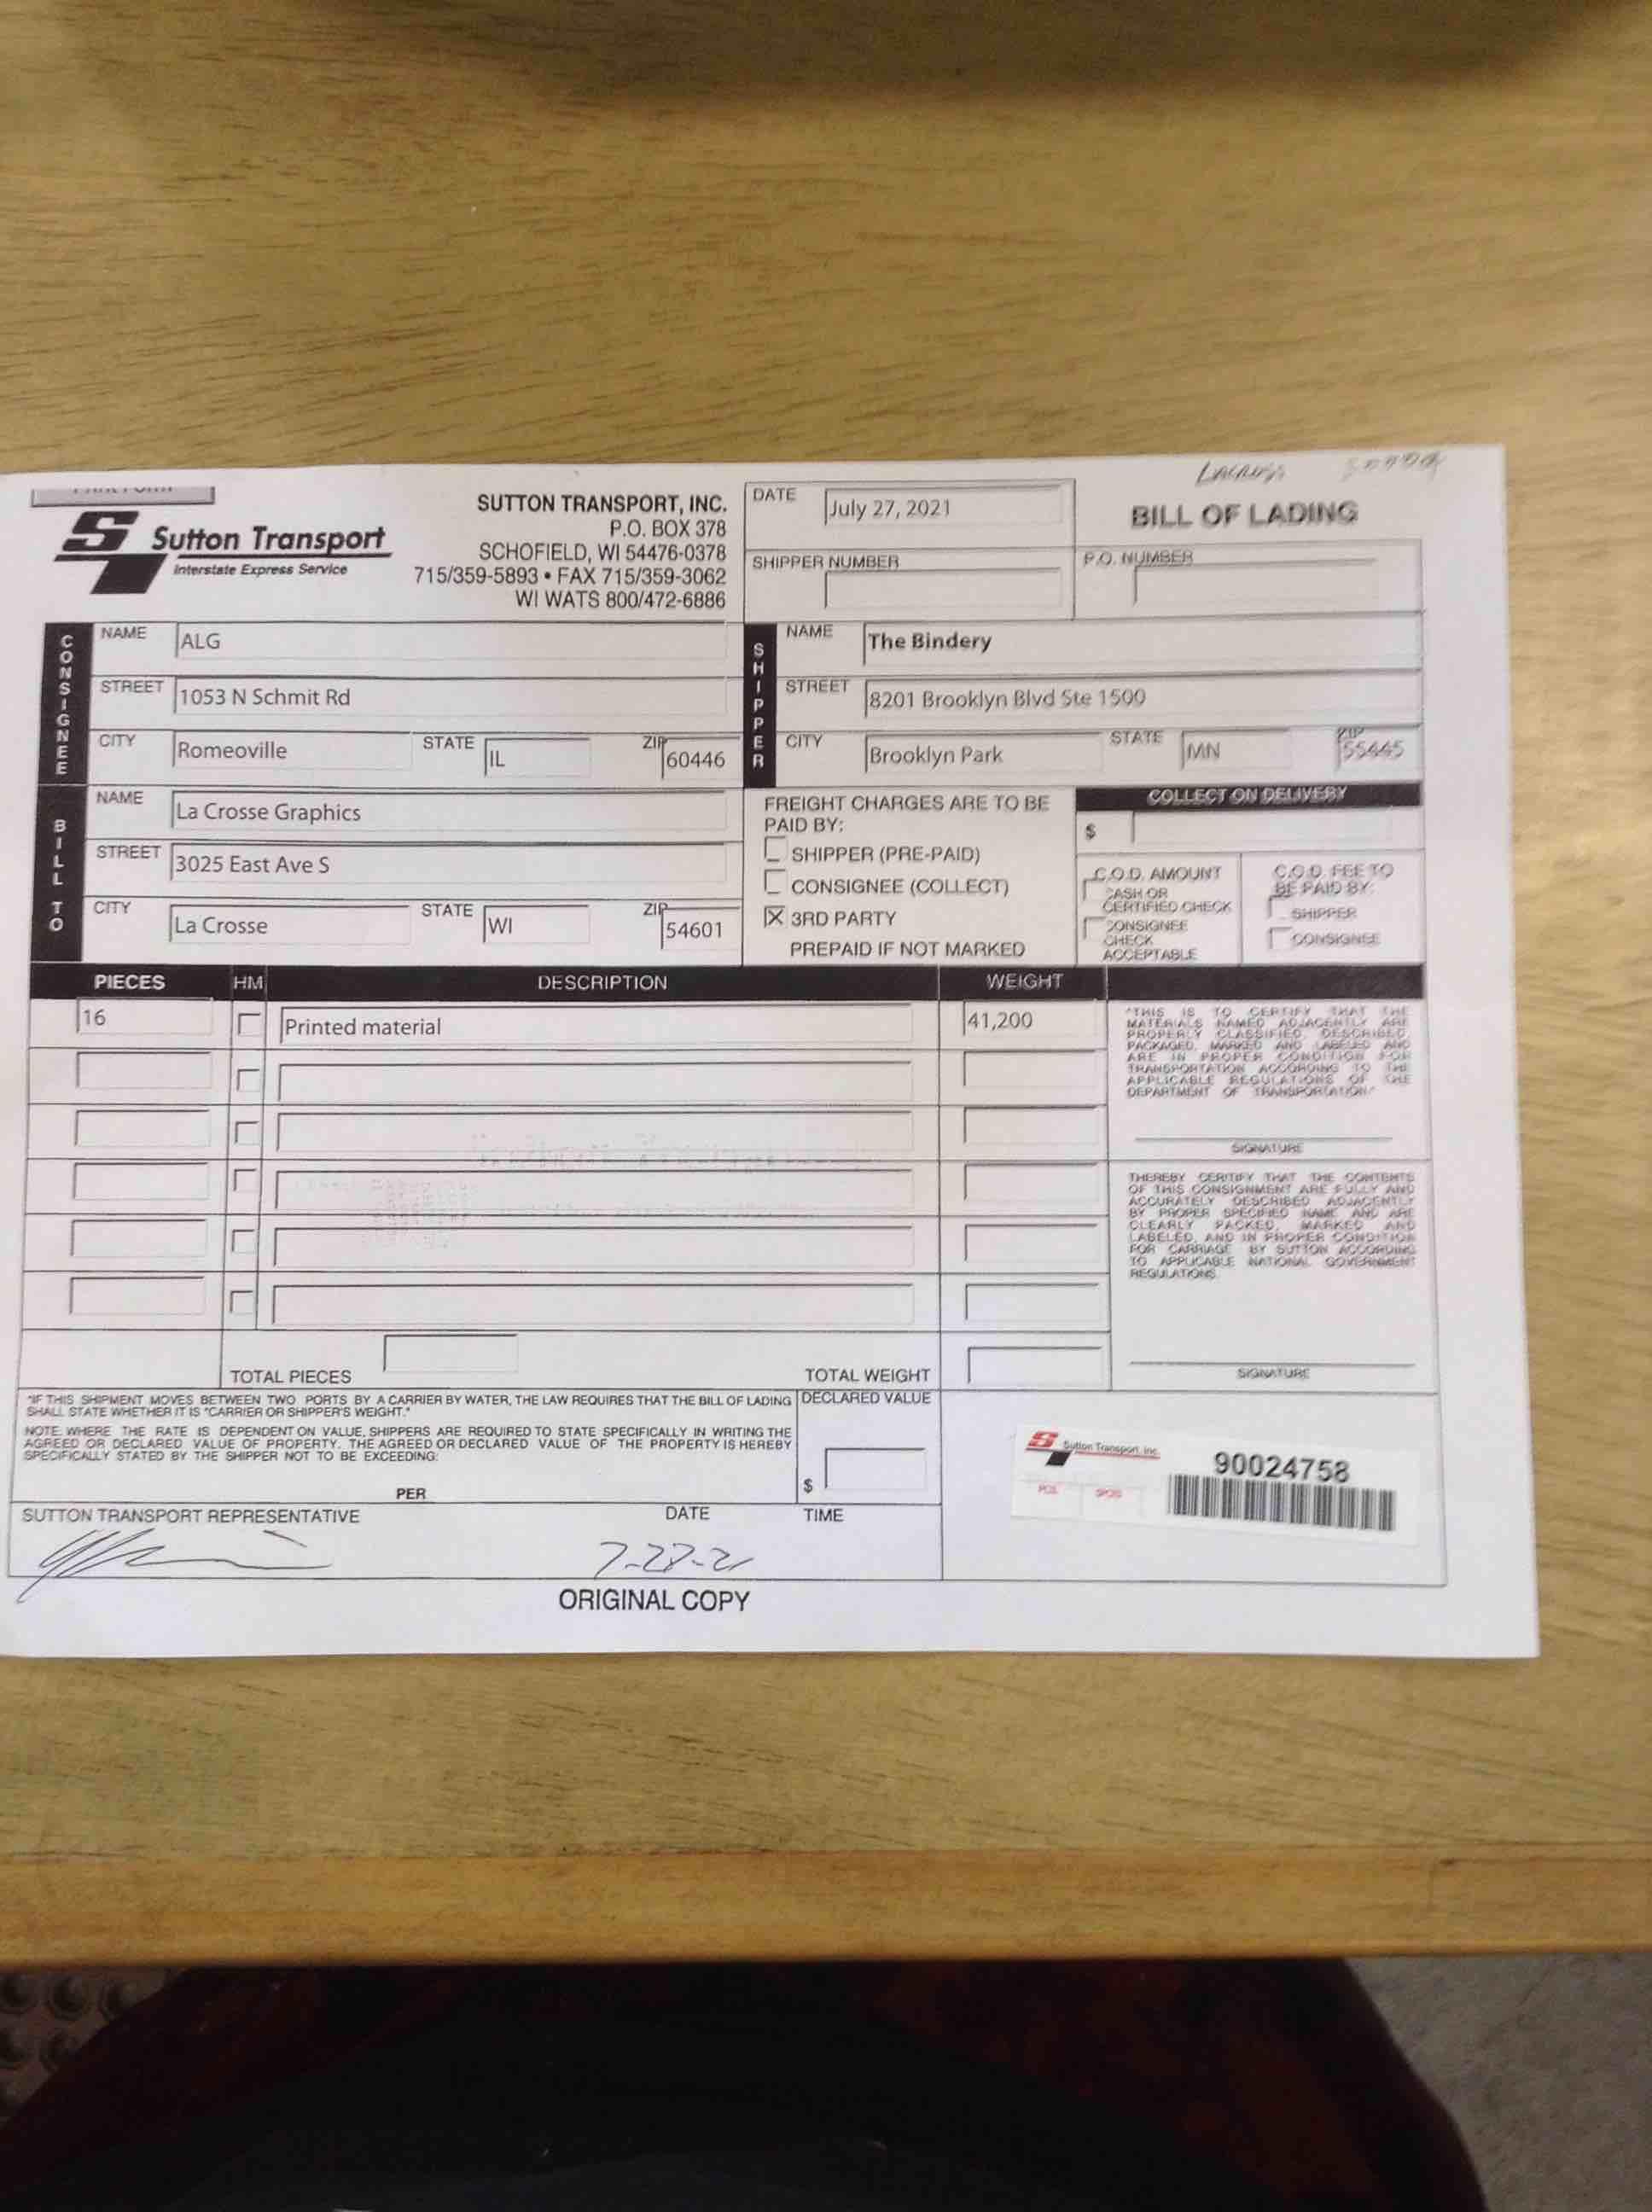 SUTTON TRANSPORT, INC.
P.O. BOX 378
SCHOFIELD, WI 54476-0378
715/359-5893 • FAX 715/359-3062
WI WATS 800/472-6886
Sutton Transport
Interstate Express Service
DATE July 27, 2021
Lacross
BILL OF LADING
SHIPPER NUMBER
P.O. NUMBER
CONSIGNEE
NAME ALG
STREET 1053 N Schmit Rd
CITY Romeoville STATE IL ZIP 60446
SHIPPER
NAME The Bindery
STREET 8201 Brooklyn Blvd Ste 1500
CITY Brooklyn Park STATE MN ZIP 55445
BILL TO
NAME La Crosse Graphics
STREET 3025 East Ave S
CITY La Crosse STATE WI ZIP 54601
FREIGHT CHARGES ARE TO BE
PAID BY:
SHIPPER (PRE-PAID)
CONSIGNEE (COLLECT)
X 3RD PARTY
PREPAID IF NOT MARKED
COLLECT ON DELIVERY
$
C.O.D. AMOUNT
CASH OR
CERTIFIED CHECK
CONSIGNEE
CHECK
ACCEPTABLE
C.O.D. FEE TO
BE PAID BY:
SHIPPER
CONSIGNEE
PIECES HM DESCRIPTION WEIGHT
16 Printed material 41,200
"THIS IS TO CERTIFY THAT THE
MATERIALS NAMED ADJACENTLY ARE
PROPERLY CLASSIFIED, DESCRIBED,
PACKAGED, MARKED AND LABELED AND
ARE IN PROPER CONDITION FOR
TRANSPORTATION ACCORDING TO THE
APPLICABLE REGULATIONS OF THE
DEPARTMENT OF TRANSPORTATION."
SIGNATURE
THEREBY CERITIFY THAT THE CONTENTS
OF THIS CONSIGNMENT ARE FULLY AND
ACCURATELY DESCRIBED ADJACENTLY
BY PROPER SPECIFIED NAME AND ARE
CLEARLY PACKED, MARKED AND
LABELED, AND IN PROPER CONDITION
FOR CARRIAGE BY SUTTON ACCORDING
TO APPLICABLE NATIONAL GOVERNMENT
REGULATIONS.
SIGNATURE
TOTAL PIECES
TOTAL WEIGHT
"IF THIS SHIPMENT MOVES BETWEEN TWO PORTS BY A CARRIER BY WATER, THE LAW REQUIRES THAT THE BILL OF LADING
SHALL STATE WHETHER IT IS "CARRIER OR SHIPPER'S WEIGHT."
NOTE: WHERE THE RATE IS DEPENDENT ON VALUE, SHIPPERS ARE REQUIRED TO STATE SPECIFICALLY IN WRITING THE
AGREED OR DECLARED VALUE OF PROPERTY. THE AGREED OR DECLARED VALUE OF THE PROPERTY IS HEREBY
SPECIFICALLY STATED BY THE SHIPPER NOT TO BE EXCEEDING:
PER
DECLARED VALUE
$
Sutton Transport, Inc.
90024758
PCS. SPOTS
SUTTON TRANSPORT REPRESENTATIVE DATE TIME
7-27-21
ORIGINAL COPY